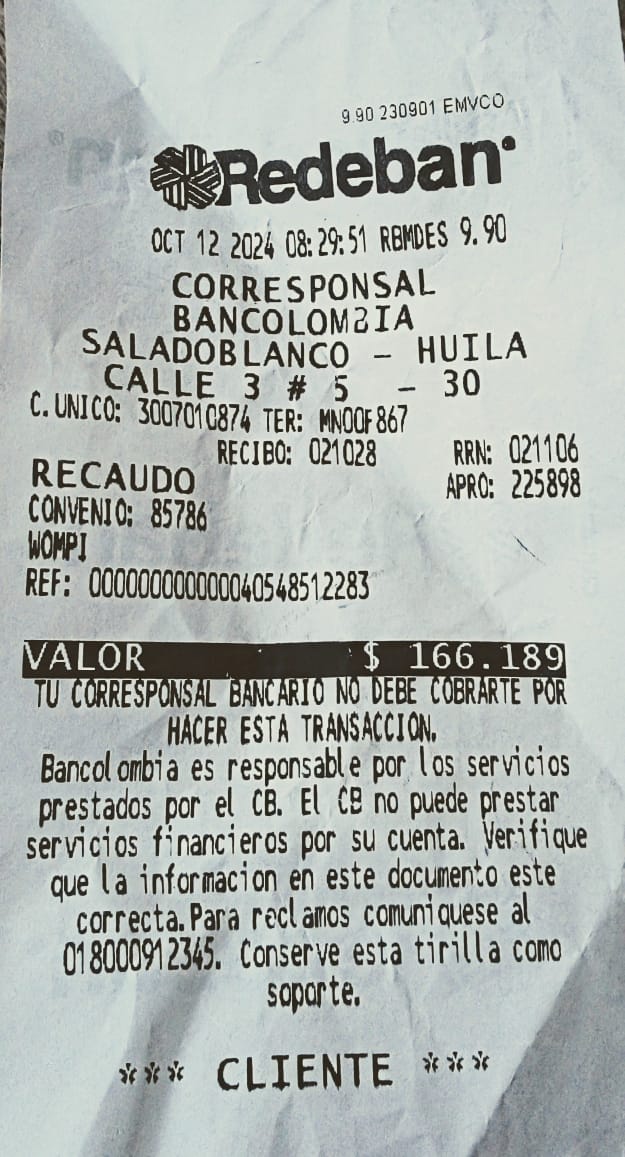 9.90 230901 EMVCO
Redeban
OCT 12 2024 08:29:51 RBMDES 9.90
CORRESPONSAL
BANCOLOMBIA
SALADOBLANCO - HUILA
CALLE 3 # 5 - 30
C. UNICO: 3007010874 TER: MN00F867
RECIBO: 021028 RRN: 021106
RECAUDO APRO: 225898
CONVENIO: 85786
WOMPI
REF: 00000000000040548512283
VALOR $ 166.189
TU CORRESPONSAL BANCARIO NO DEBE COBRARTE POR
HACER ESTA TRANSACCION.
Bancolombia es responsable por los servicios
prestados por el CB. El CB no puede prestar
servicios financieros por su cuenta. Verifique
que la informacion en este documento este
correcta. Para reclamos comuniquese al
018000912345. Conserve esta tirilla como
soporte.
*** CLIENTE ***